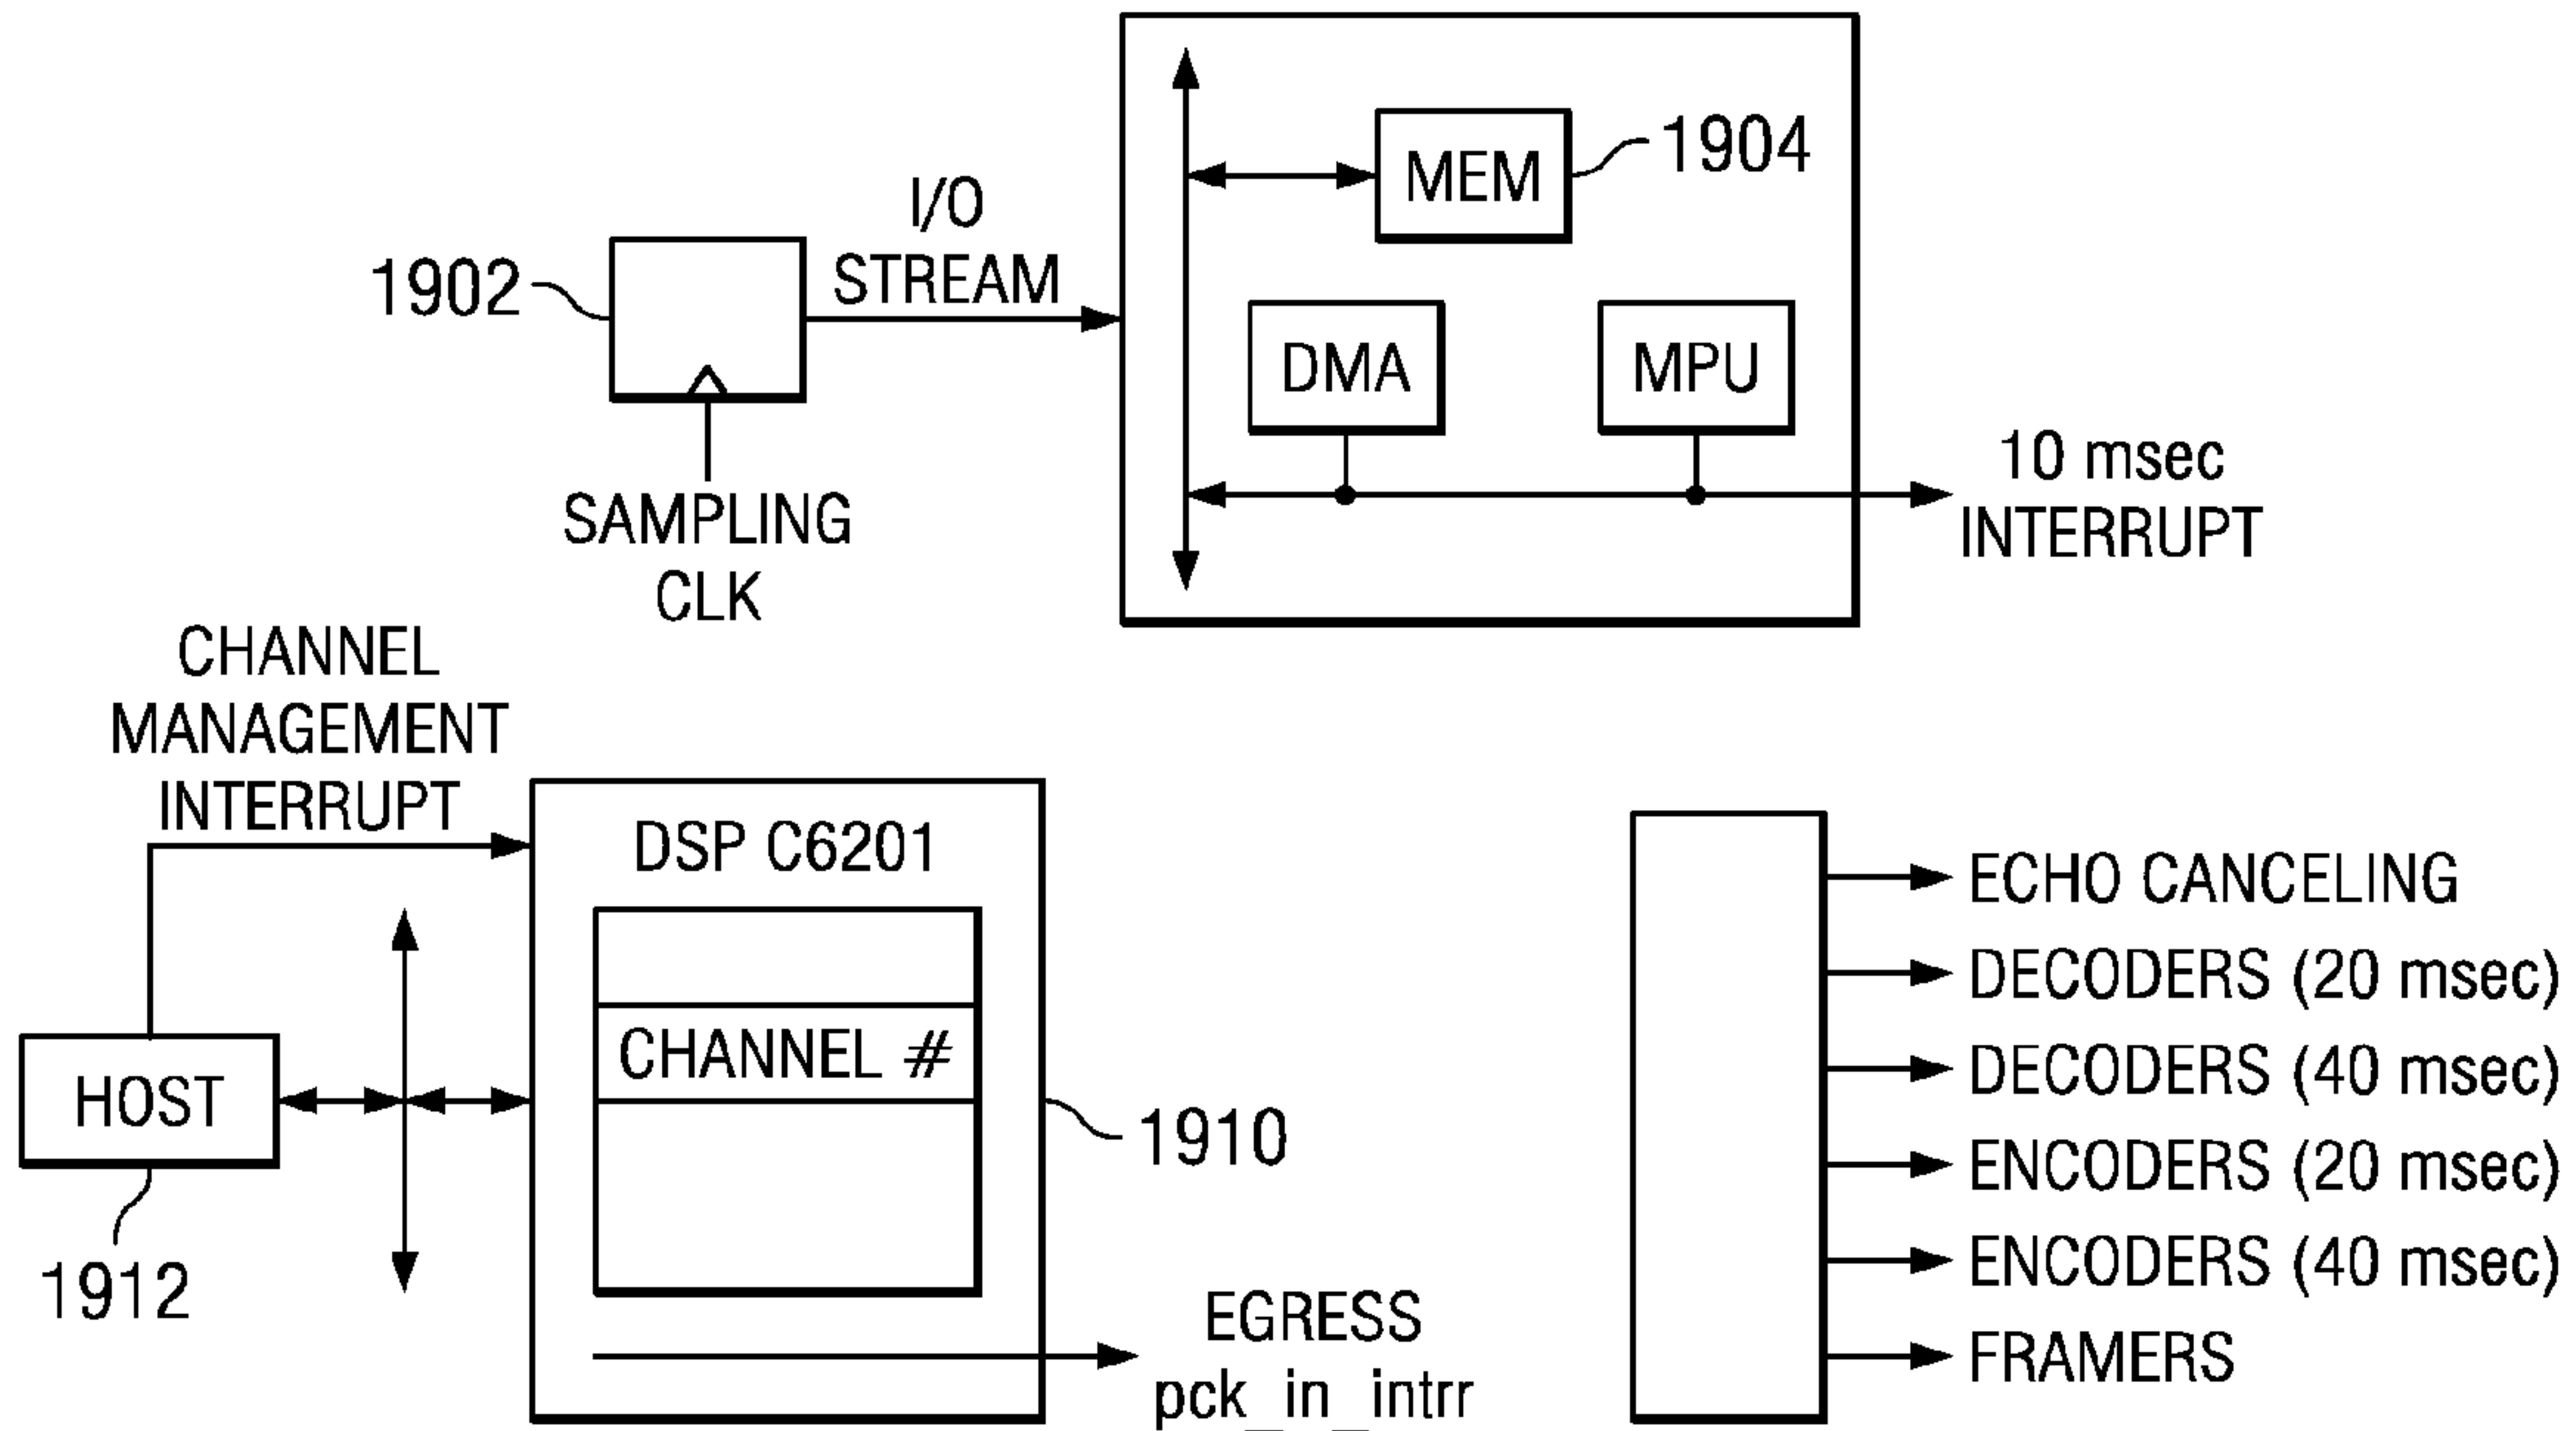 1902
I/O
STREAM
SAMPLING
CLK
MEM
1904
DMA
MPU
10 msec
INTERRUPT
CHANNEL
MANAGEMENT
INTERRUPT
HOST
1912
DSP C6201
CHANNEL #
1910
EGRESS
pck_in_intrr
ECHO CANCELING
DECODERS (20 msec)
DECODERS (40 msec)
ENCODERS (20 msec)
ENCODERS (40 msec)
FRAMERS